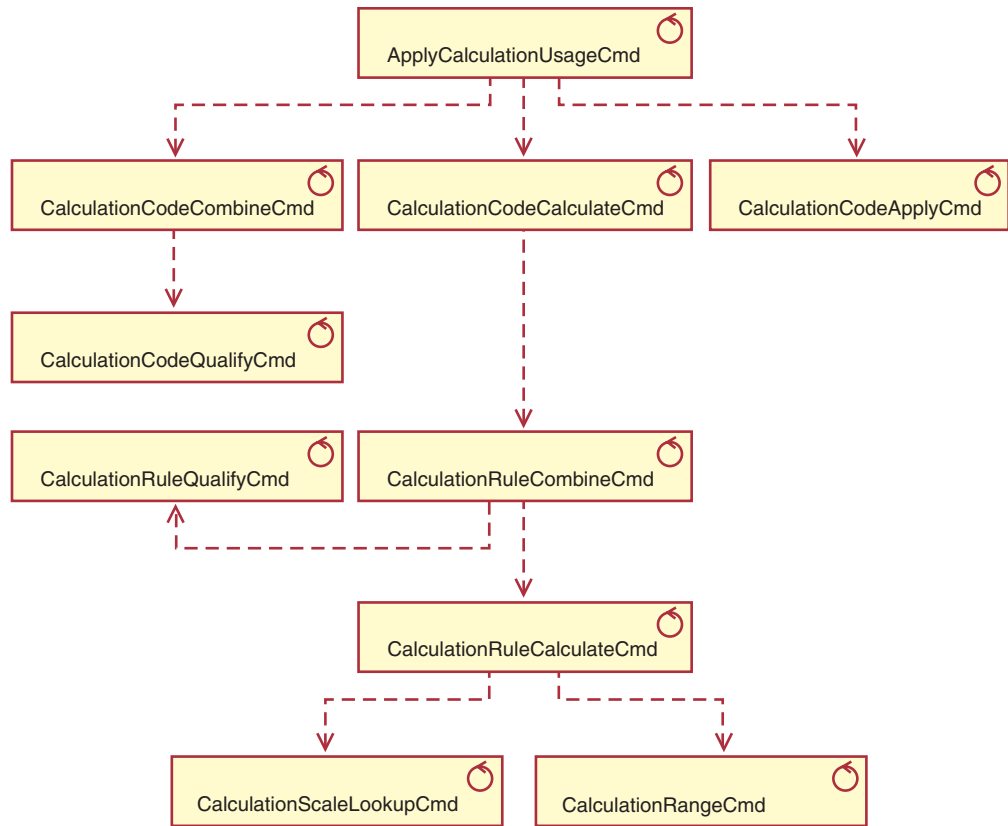 ApplyCalculationUsageCmd
CalculationCodeCombineCmd
CalculationCodeCalculateCmd
CalculationCodeApplyCmd
CalculationCodeQualifyCmd
CalculationRuleQualifyCmd
CalculationRuleCombineCmd
CalculationRuleCalculateCmd
CalculationScaleLookupCmd
CalculationRangeCmd